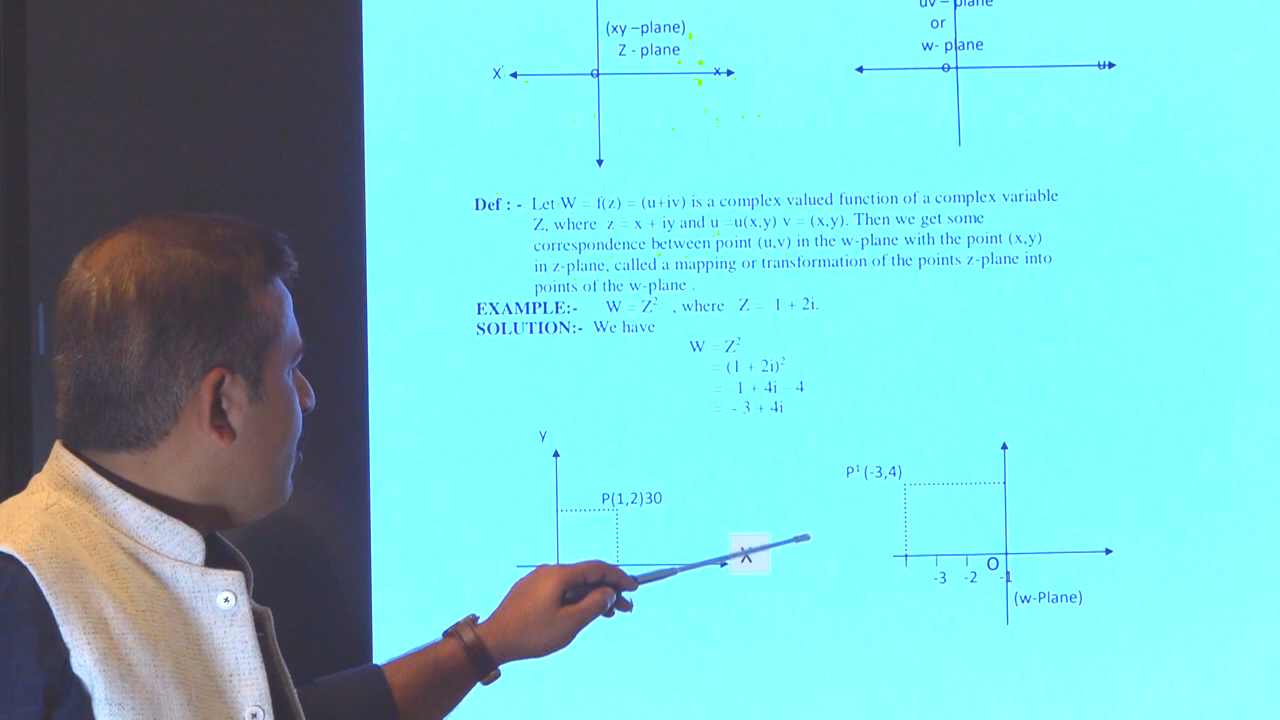 (xy –plane)
Z - plane
X'
o
x
uv – plane
or
w- plane
o
u
Def : - Let W = f(z) = (u+iv) is a complex valued function of a complex variable
Z, where z = x + iy and u =u(x,y) v = (x,y). Then we get some
correspondence between point (u,v) in the w-plane with the point (x,y)
in z-plane, called a mapping or transformation of the points z-plane into
points of the w-plane .
EXAMPLE:- W = Z² , where Z = 1 + 2i.
SOLUTION:- We have
W = Z²
= (1 + 2i)²
= 1 + 4i - 4
= - 3 + 4i
y
P(1,2)30
X
P¹ (-3,4)
-3 -2 O -1
(w-Plane)